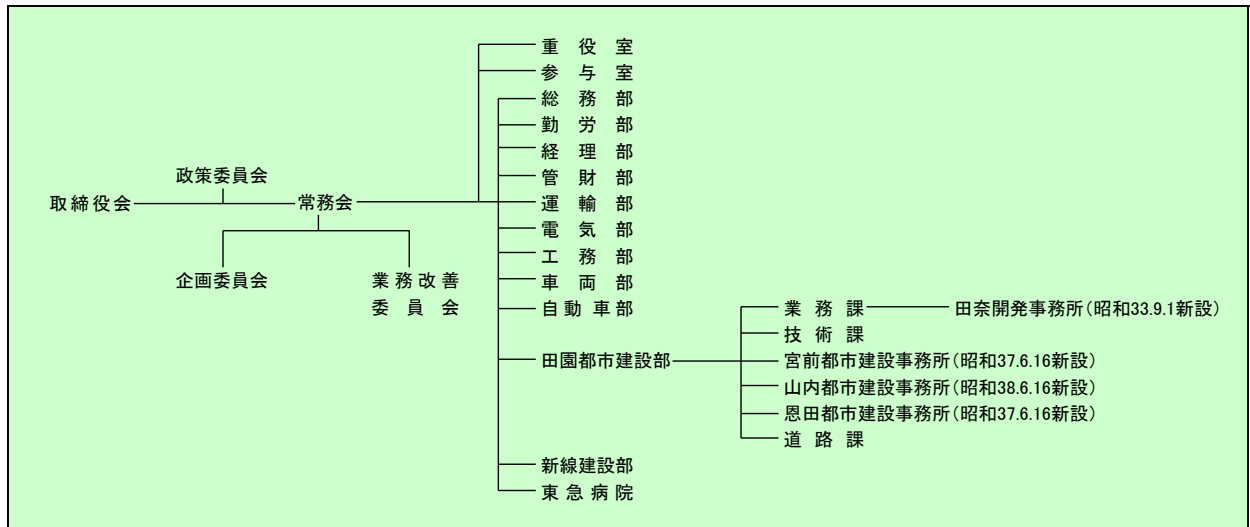 重役室
参与室
総務部
勤労部
経理部
管財部
政策委員会
取締役会
常務会
運輸部
電気部
工務部
企画委員会
業務改善
委員会
車両部
自動車部
業務課
田奈開発事務所(昭和33.9.1新設)
技術課
田園都市建設部
宮前都市建設事務所(昭和37.6.16新設)
山内都市建設事務所(昭和38.6.16新設)
恩田都市建設事務所(昭和37.6.16新設)
道路課
新線建設部
東急病院